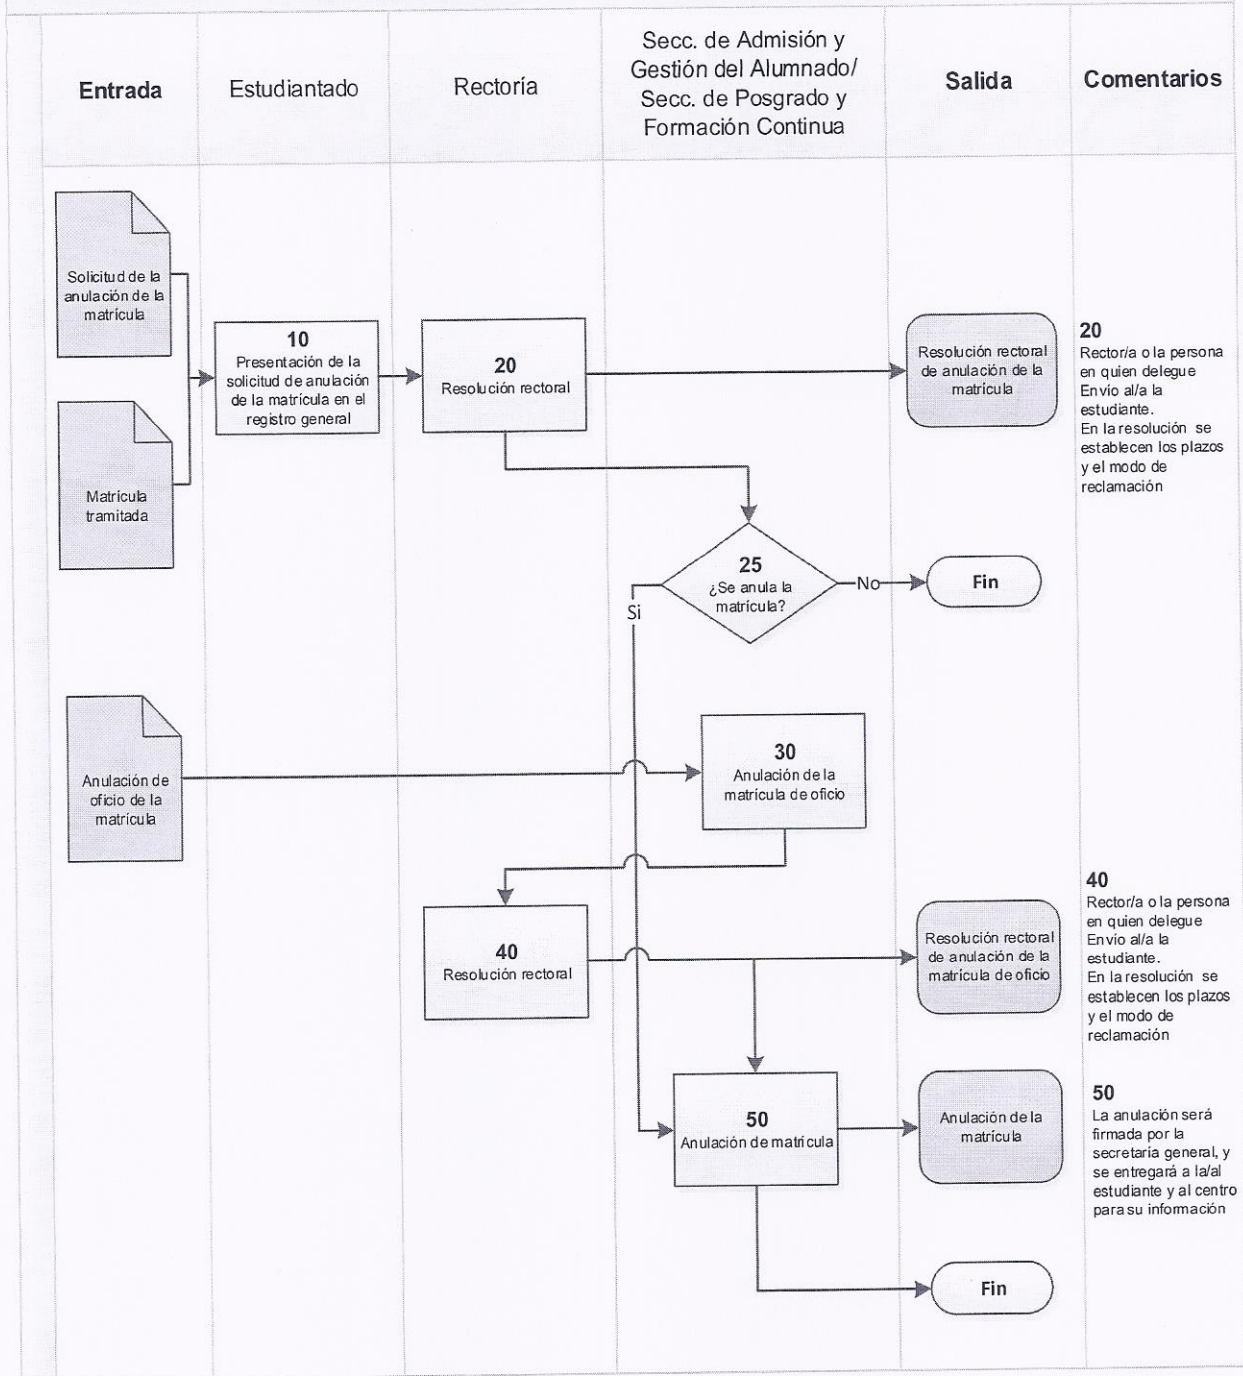 Entrada
Estudiantado
Rectoría
Secc. de Admisión y
Gestión del Alumnado/
Secc. de Posgrado y
Formación Continua
Salida
Comentarios
Solicitud de la
anulación de la
matrícula
Matrícula
tramitada
10
Presentación de la
solicitud de anulación
de la matrícula en el
registro general
20
Resolución rectoral
Resolución rectoral
de anulación de la
matrícula
20
Rector/a o la persona
en quien delegue
Envío al/a la
estudiante.
En la resolución se
establecen los plazos
y el modo de
reclamación
25
¿Se anula la
matrícula?
No
Fin
Si
Anulación de
oficio de la
matrícula
30
Anulación de la
matrícula de oficio
40
Resolución rectoral
Resolución rectoral
de anulación de la
matrícula de oficio
40
Rector/a o la persona
en quien delegue
Envío al/a la
estudiante.
En la resolución se
establecen los plazos
y el modo de
reclamación
50
Anulación de matrícula
Anulación de la
matrícula
50
La anulación será
firmada por la
secretaría general, y
se entregará a la/al
estudiante y al centro
para su información
Fin